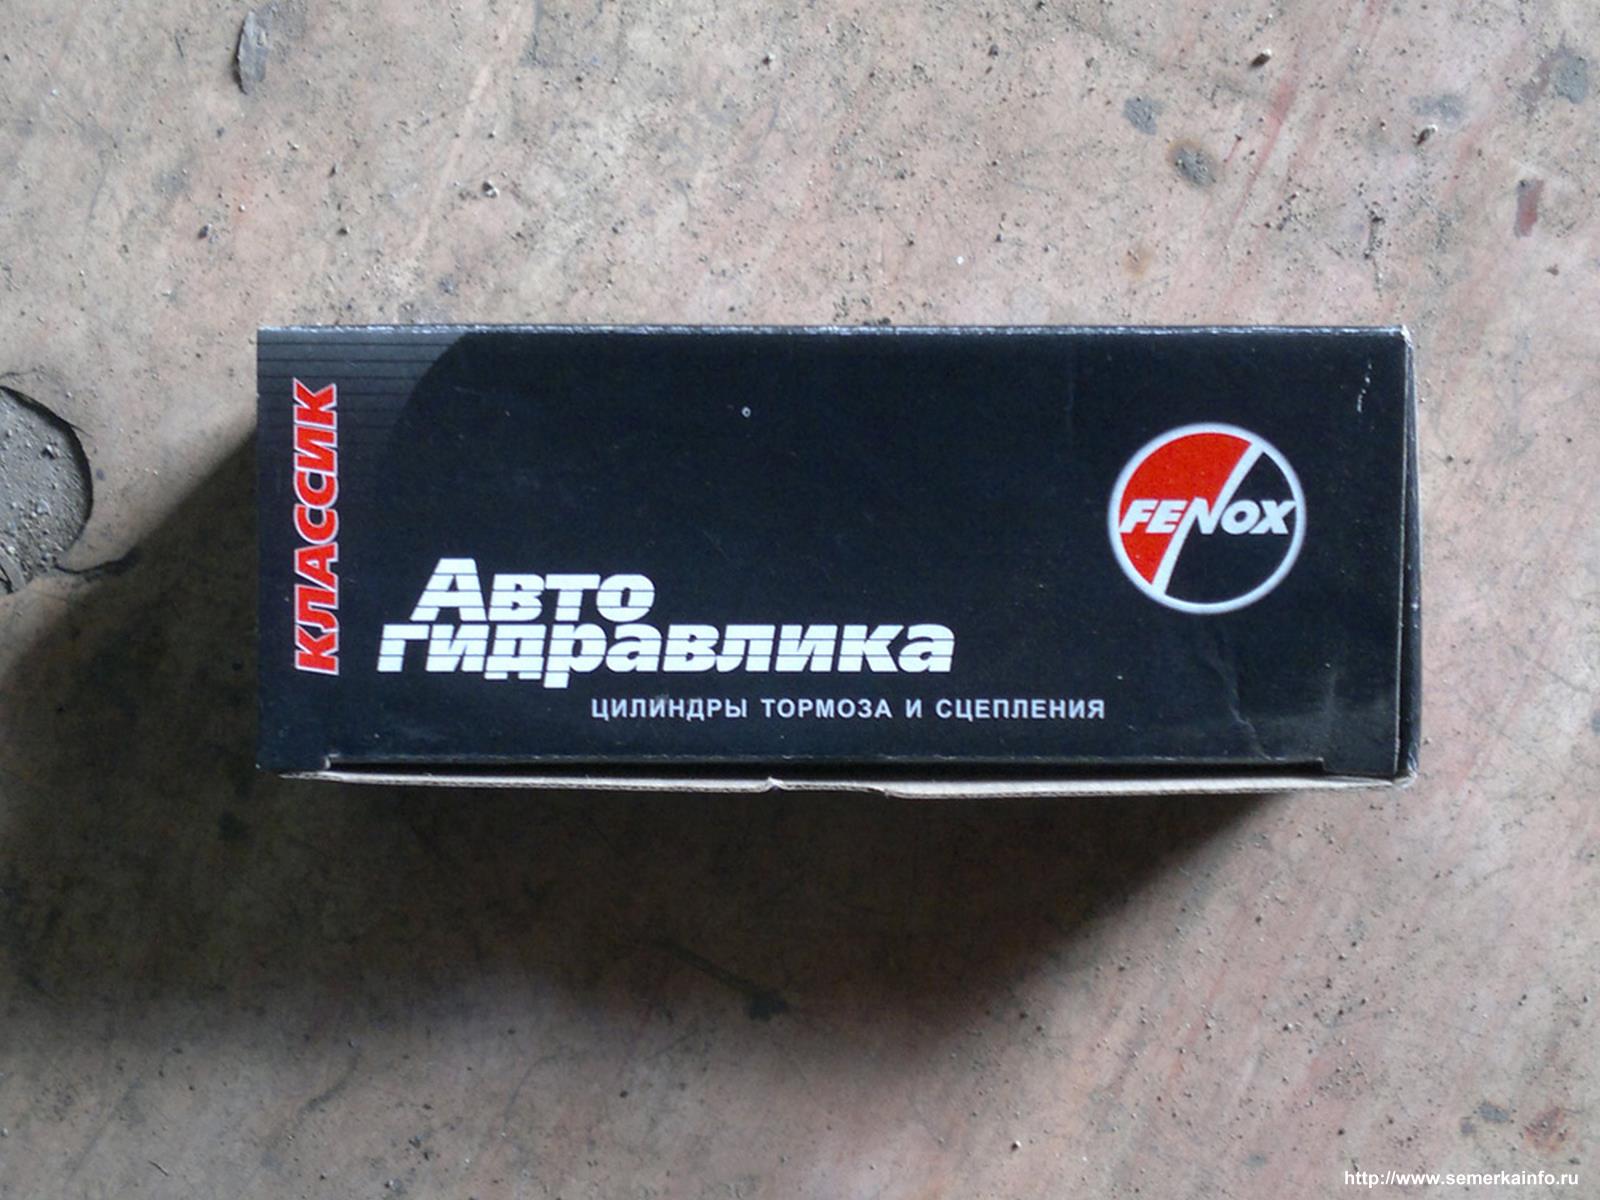 КЛАССИК
Авто
гидравлика
ЦИЛИНДРЫ ТОРМОЗА И СЦЕПЛЕНИЯ
FENOX
http://www.semerkainfo.ru